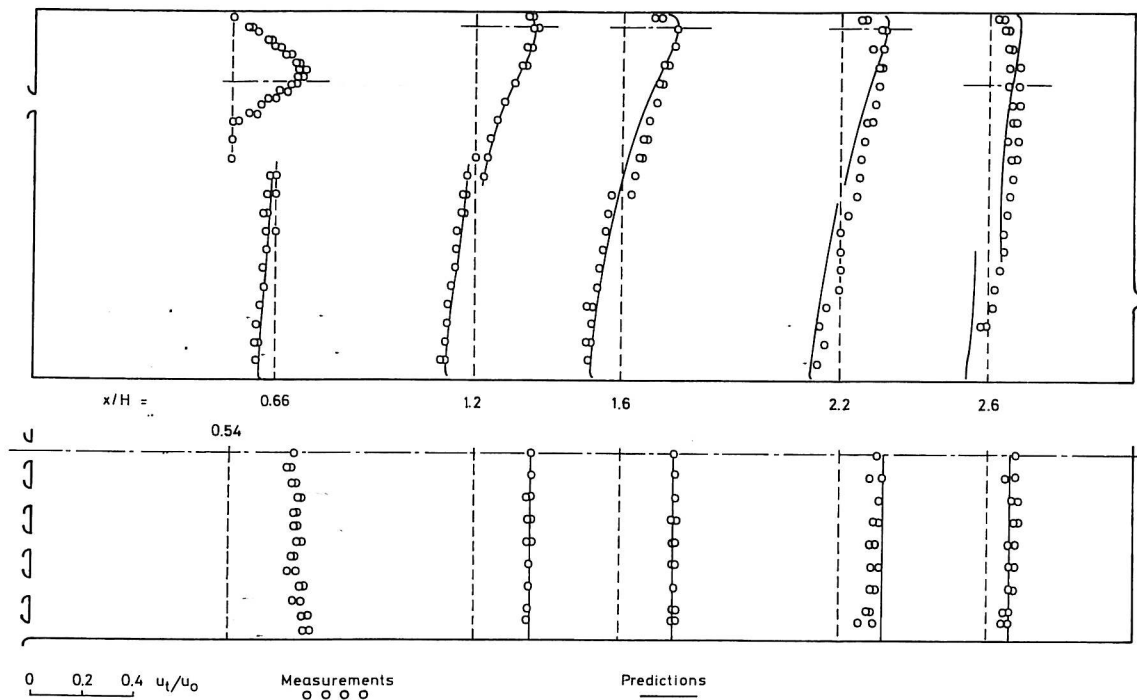 x/H = 0.66 1.2 1.6 2.2 2.6
0.54
0 0.2 0.4 u_t/u_o Measurements Predictions